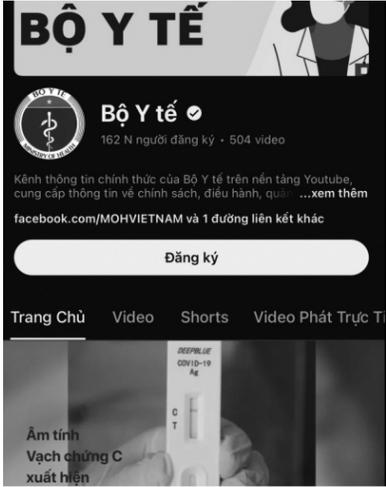 BỘ Y TẾ
BỘ Y TẾ
MINISTRY OF HEALTH
Bộ Y tế
162 N người đăng ký • 504 video
Kênh thông tin chính thức của Bộ Y tế trên nền tảng Youtube,
cung cấp thông tin về chính sách, điều hành, quản ...xem thêm
facebook.com/MOHVIETNAM và 1 đường liên kết khác
Đăng ký
Trang Chủ Video Shorts Video Phát Trực Ti
DEEPBLUE
COVID-19
Ag
C
T
Âm tính
Vạch chứng C
xuất hiện